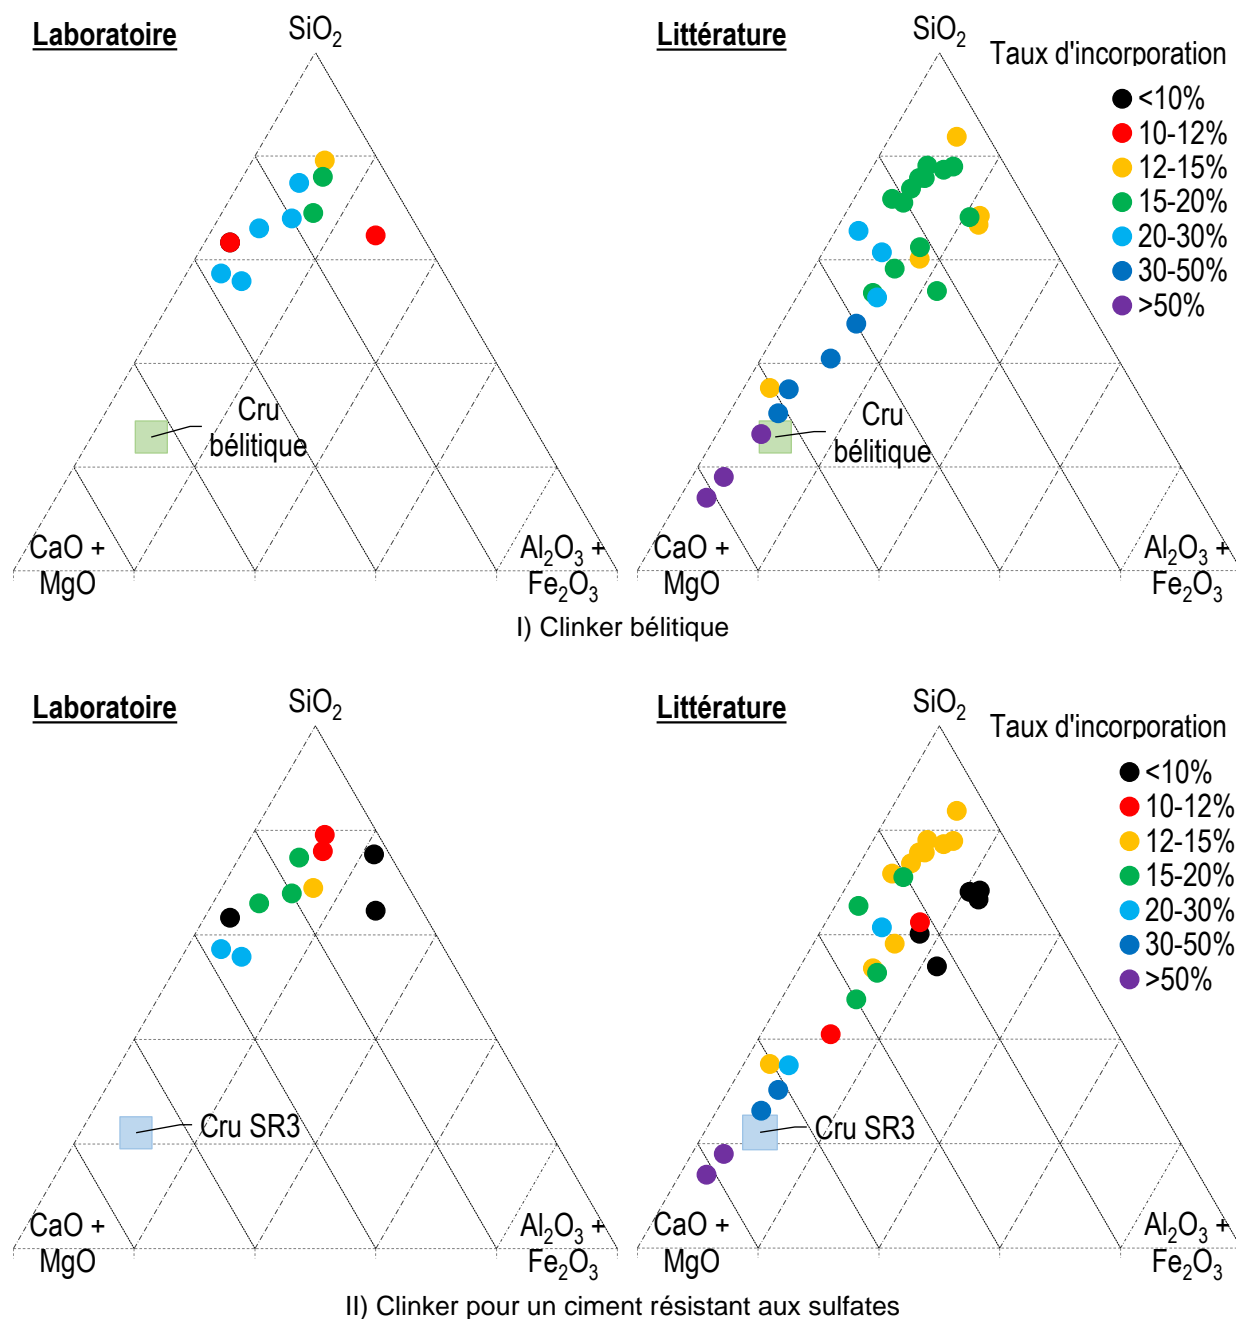 Laboratoire
SiO2
Cru
bélitique
CaO +
MgO
Al2O3 +
Fe2O3
Littérature
SiO2
Taux d'incorporation
<10%
10-12%
12-15%
15-20%
20-30%
30-50%
>50%
Cru
bélitique
CaO +
MgO
Al2O3 +
Fe2O3
I) Clinker bélitique
Laboratoire
SiO2
Cru SR3
CaO +
MgO
Al2O3 +
Fe2O3
Littérature
SiO2
Taux d'incorporation
<10%
10-12%
12-15%
15-20%
20-30%
30-50%
>50%
Cru SR3
CaO +
MgO
Al2O3 +
Fe2O3
II) Clinker pour un ciment résistant aux sulfates